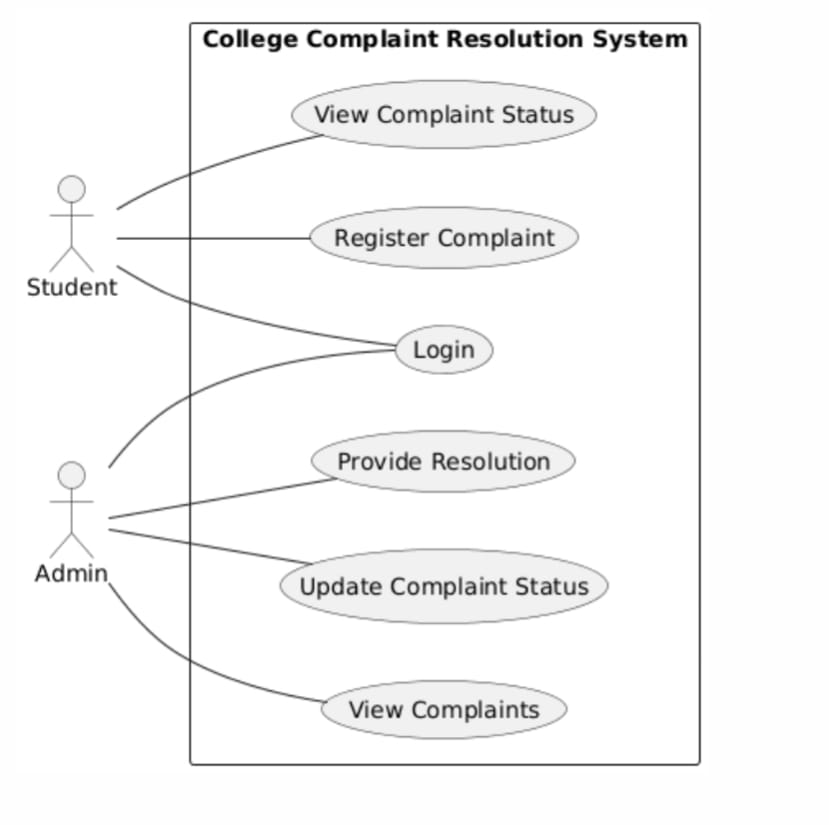 College Complaint Resolution System
View Complaint Status
Register Complaint
Student
Login
Provide Resolution
Admin
Update Complaint Status
View Complaints